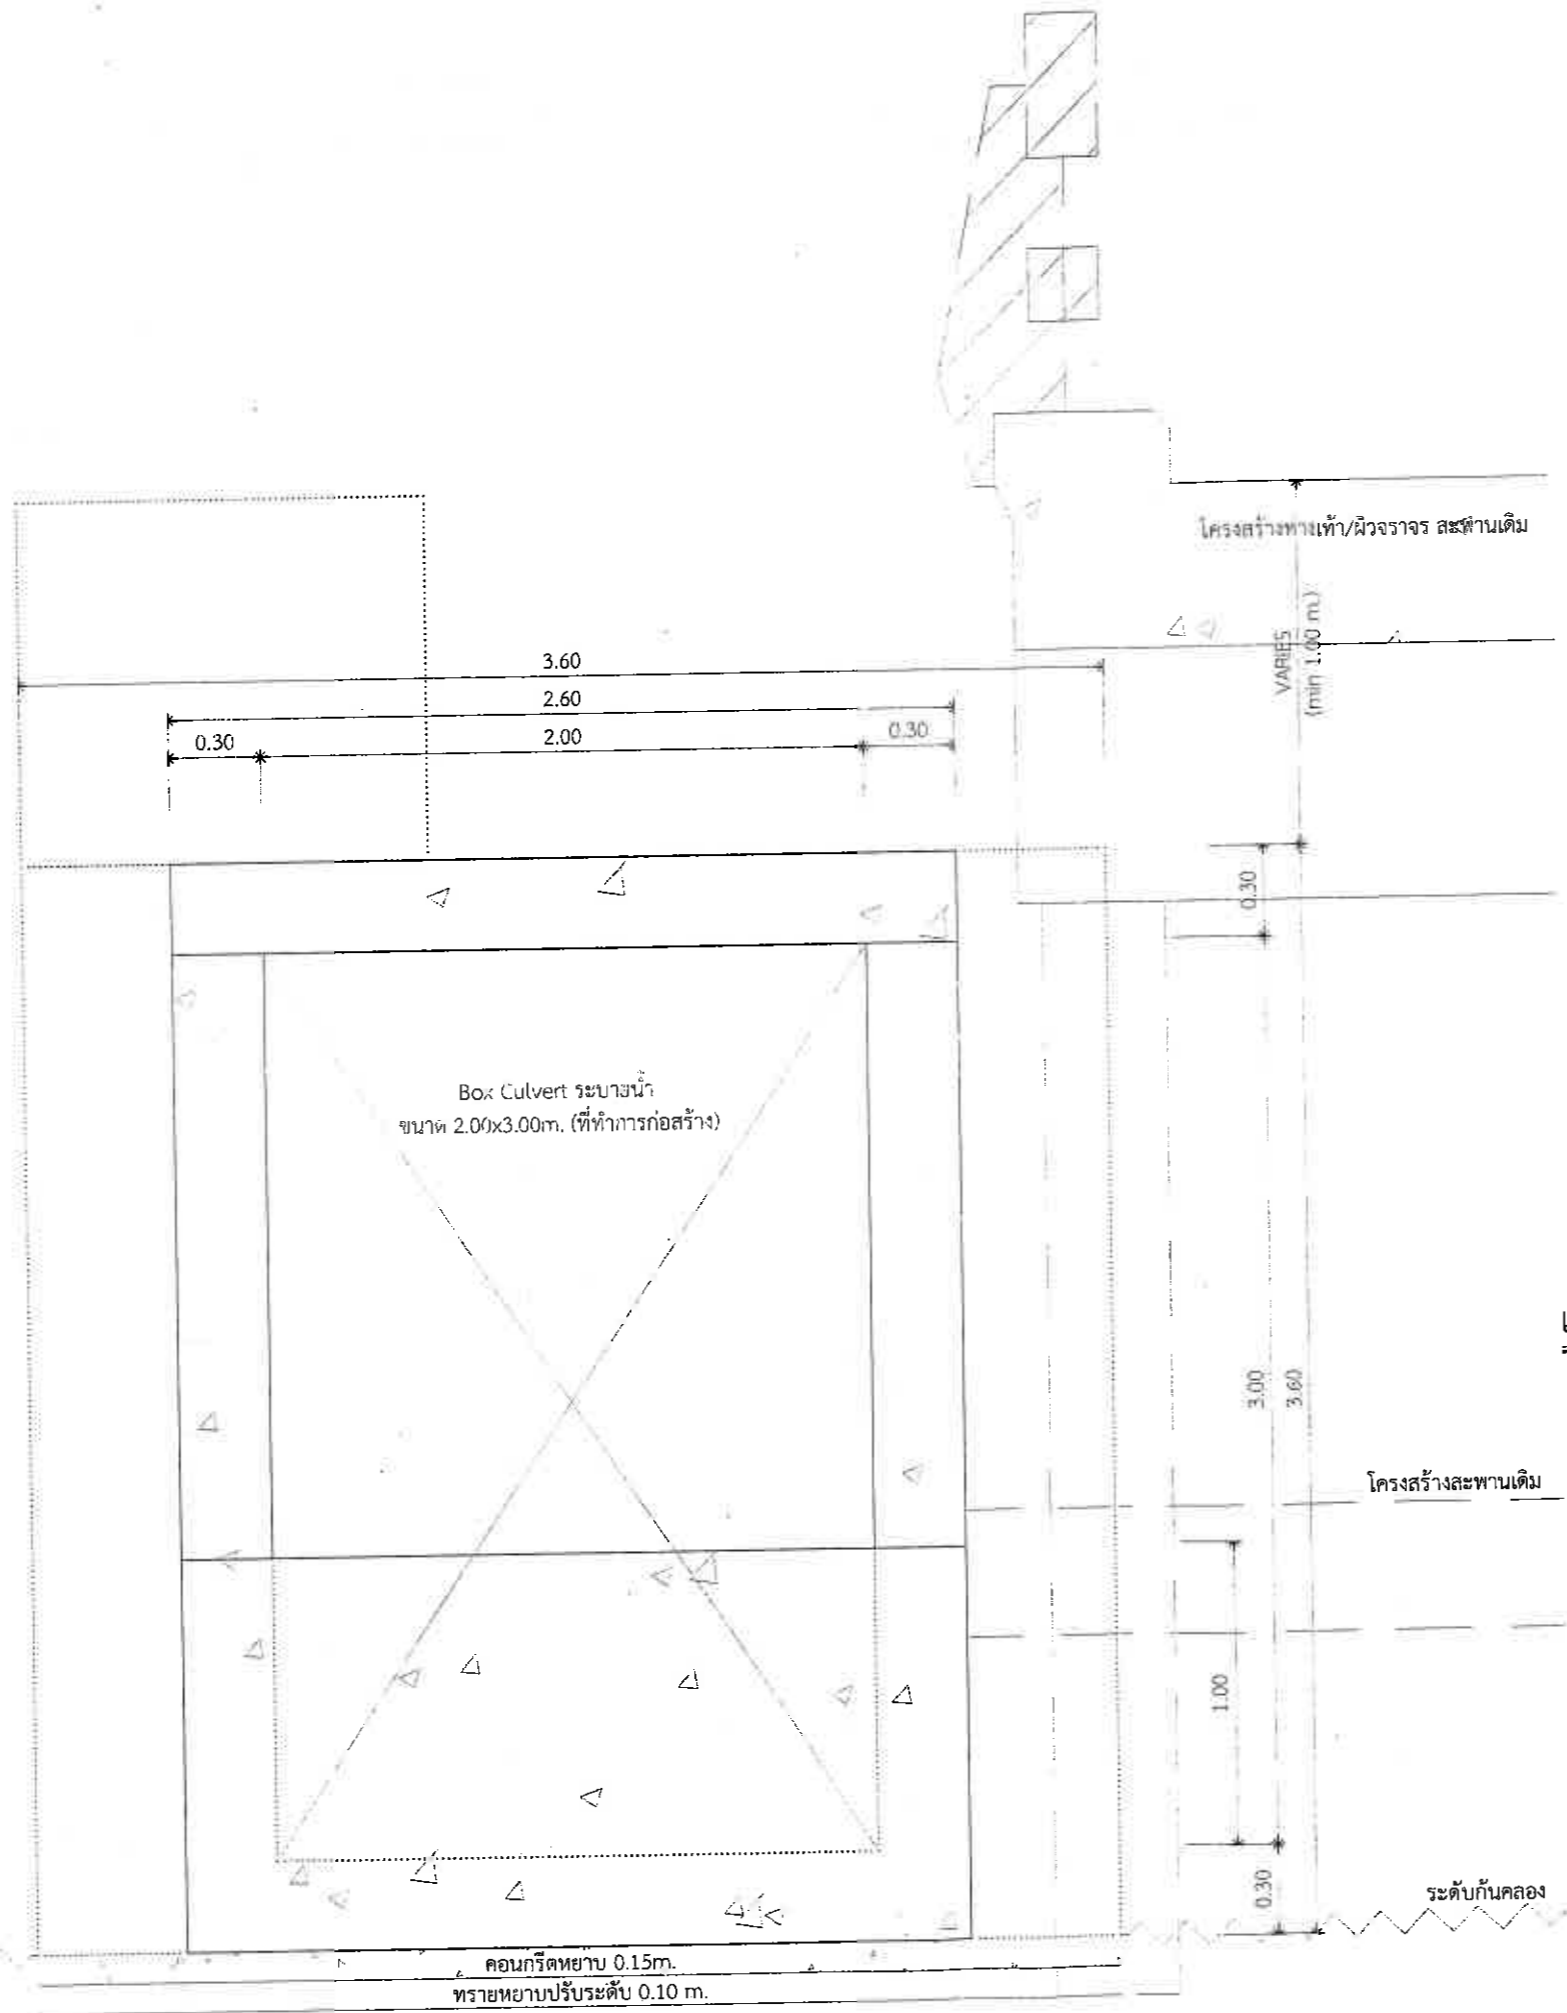 โครงสร้างทางเท้า/ผิวจราจร สะพานเดิม
VARIES
(min 1.00 m.)
3.60
2.60
0.30
2.00
0.30
0.30
Box Culvert ระบายน้ำ
ขนาด 2.00x3.00m. (ที่ทำการก่อสร้าง)
3.00
3.60
โครงสร้างสะพานเดิม
1.00
0.30
ระดับก้นคลอง
คอนกรีตหยาบ 0.15m.
ทรายหยาบปรับระดับ 0.10 m.